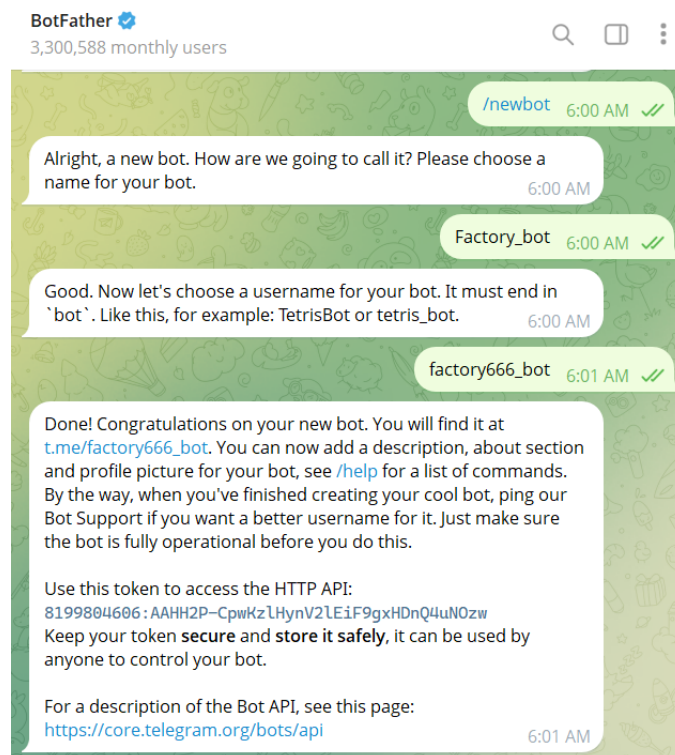 BotFather
3,300,588 monthly users
/newbot 6:00 AM
Alright, a new bot. How are we going to call it? Please choose a
name for your bot.
6:00 AM
Factory_bot 6:00 AM
Good. Now let's choose a username for your bot. It must end in
`bot`. Like this, for example: TetrisBot or tetris_bot.
6:00 AM
factory666_bot 6:01 AM
Done! Congratulations on your new bot. You will find it at
t.me/factory666_bot. You can now add a description, about section
and profile picture for your bot, see /help for a list of commands.
By the way, when you've finished creating your cool bot, ping our
Bot Support if you want a better username for it. Just make sure
the bot is fully operational before you do this.
Use this token to access the HTTP API:
8199804606:AAHH2P-CpwKzlHynV2lEiF9gxHDnQ4uNOzw
Keep your token secure and store it safely, it can be used by
anyone to control your bot.
For a description of the Bot API, see this page:
https://core.telegram.org/bots/api
6:01 AM